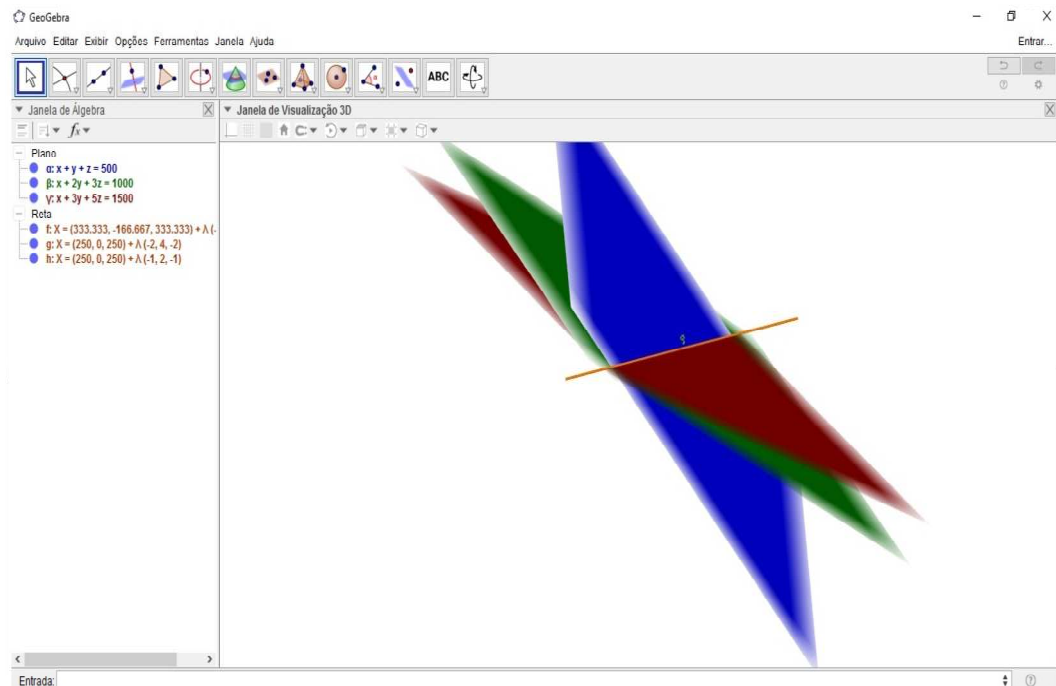 GeoGebra
Arquivo Editar Exibir Opções Ferramentas Janela Ajuda
Entrar...
ABC
Janela de Álgebra
Janela de Visualização 3D
Plano
α: x + y + z = 500
β: x + 2y + 3z = 1000
γ: x + 3y + 5z = 1500
Reta
f: X = (333.333, -166.667, 333.333) + λ (-
g: X = (250, 0, 250) + λ (-2, 4, -2)
h: X = (250, 0, 250) + λ (-1, 2, -1)
g
Entrada: